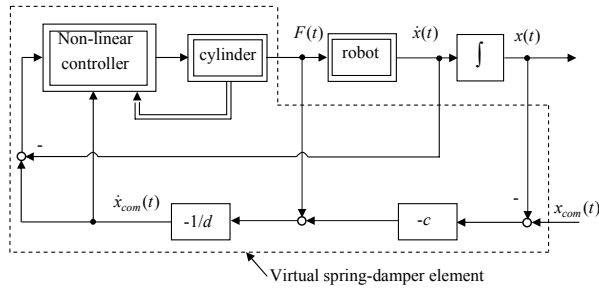 Non-linear
controller
cylinder
F(t)
robot
ẋ(t)
∫
x(t)
-
-
ẋcom(t)
-1/d
-c
xcom(t)
Virtual spring-damper element